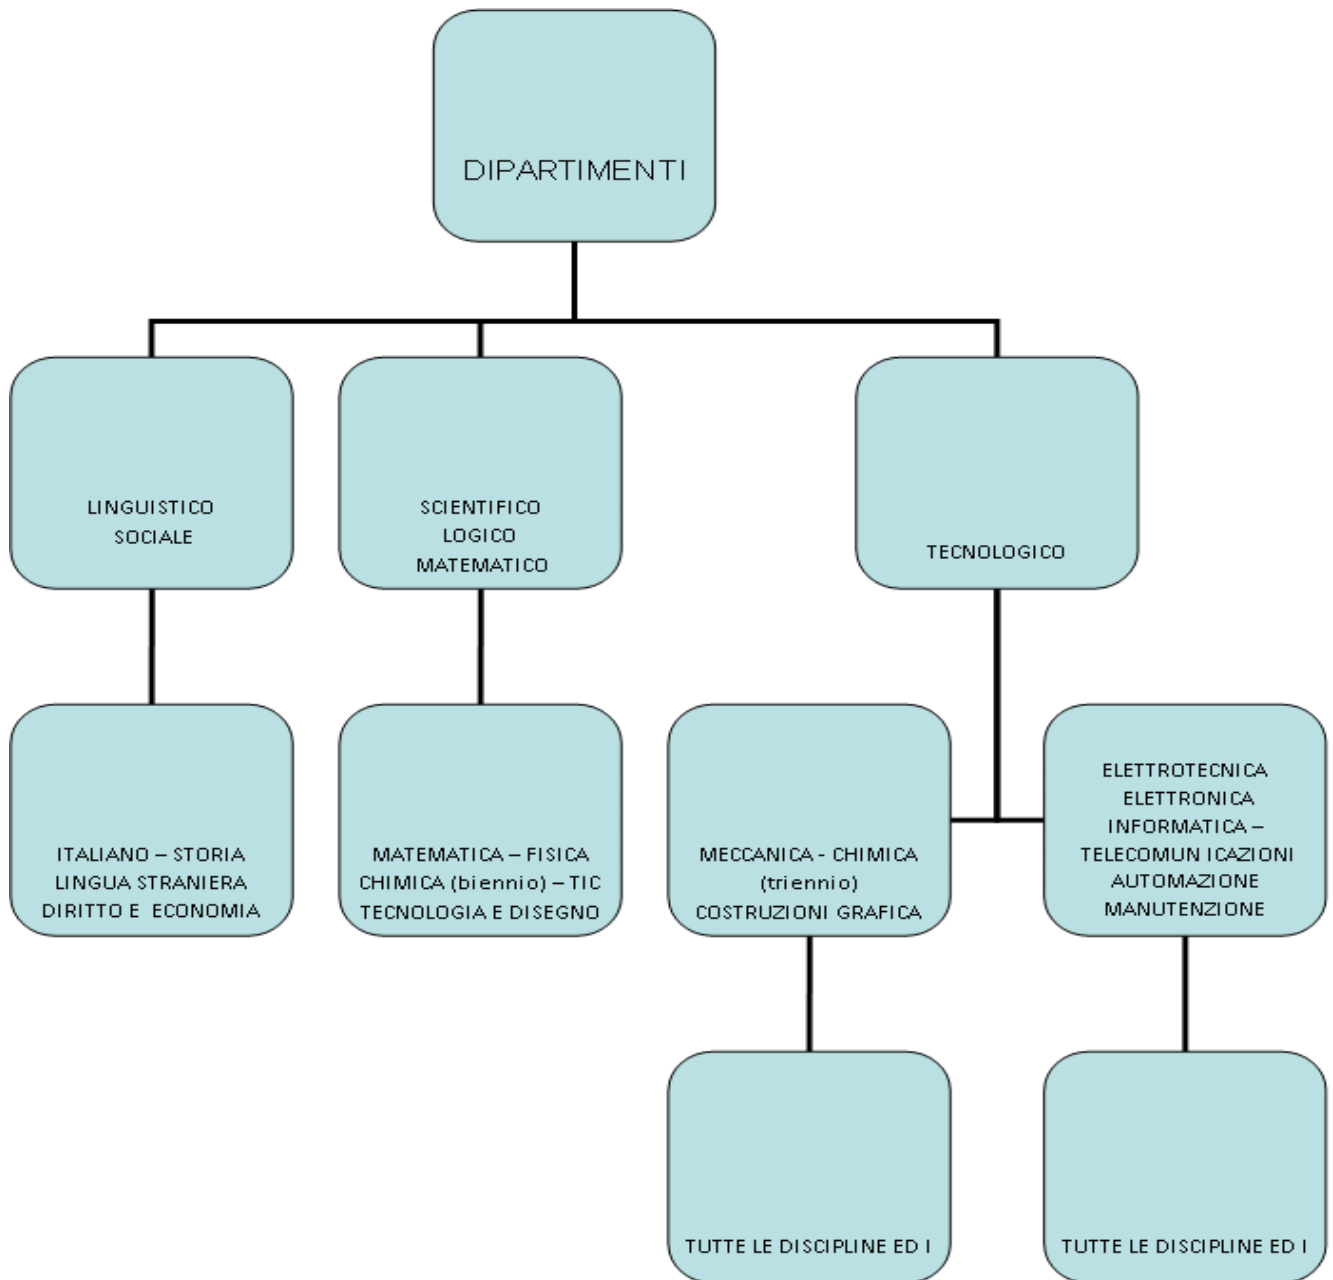 DIPARTIMENTI
LINGUISTICO
SOCIALE
SCIENTIFICO
LOGICO
MATEMATICO
TECNOLOGICO
ITALIANO – STORIA
LINGUA STRANIERA
DIRITTO E ECONOMIA
MATEMATICA – FISICA
CHIMICA (biennio) – TIC
TECNOLOGIA E DISEGNO
MECCANICA - CHIMICA
(triennio)
COSTRUZIONI GRAFICA
ELETTROTECNICA
ELETTRONICA
INFORMATICA –
TELECOMUN ICAZIONI
AUTOMAZIONE
MANUTENZIONE
TUTTE LE DISCIPLINE ED I
TUTTE LE DISCIPLINE ED I